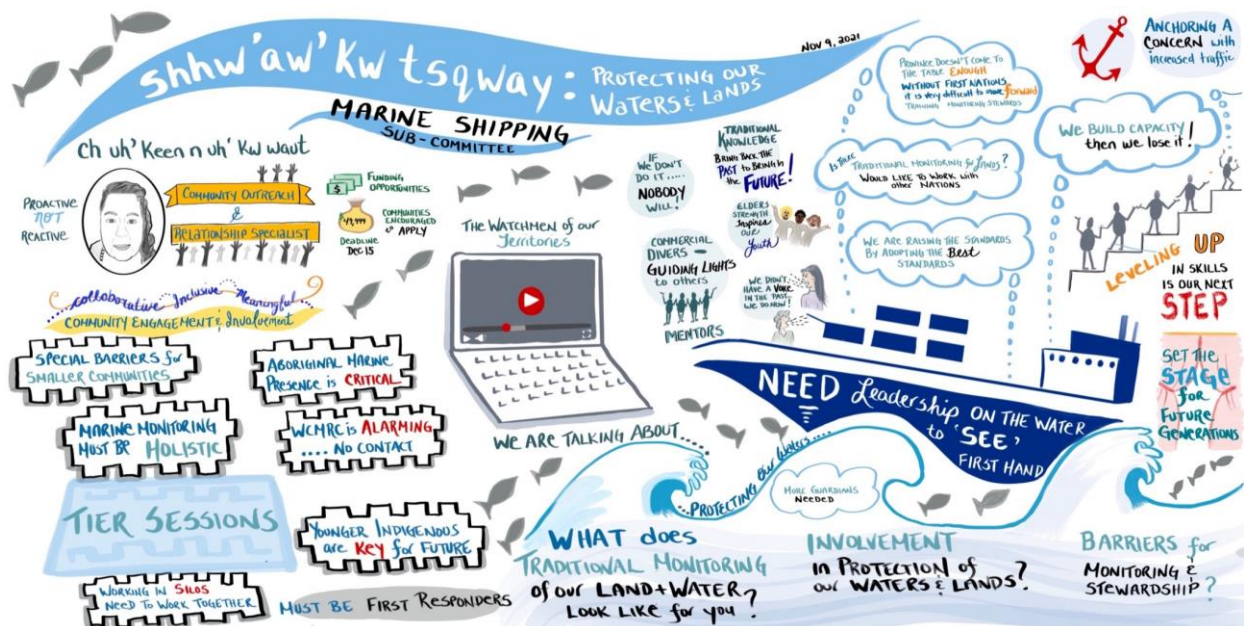 Nov 9, 2021
shhw'aw'Kw tsqway:
PROTECTING OUR
WATERS & LANDS
MARINE SHIPPING
SUB-COMMITTEE
Ch uh' Keen n uh' Kw waut
PROACTIVE
NOT
REACTIVE
COMMUNITY OUTREACH
&
RELATIONSHIP SPECIALIST
FUNDING
OPPORTUNITIES
49,999
COMMUNITIES
ENCOURAGED
to APPLY
DEADLINE
DEC 15
Collaborative Inclusive Meaningful
COMMUNITY ENGAGEMENT & Involvement
SPECIAL BARRIERS for
SMALLER COMMUNITIES
ABORIGINAL MARINE
PRESENCE is CRITICAL
MARINE MONITORING
MUST BE HOLISTIC
WCMRC is ALARMING
.... NO CONTACT
TIER SESSIONS
YOUNGER INDIGENOUS
are KEY for FUTURE
WORKING IN SILOS
NEED TO WORK TOGETHER
MUST BE FIRST RESPONDERS
THE WATCHMEN OF OUR
TERRITORIES
IF
WE DON'T
DO IT.....
NOBODY
WILL!
TRADITIONAL
KNOWLEDGE
BRING BACK THE
PAST to BRING IN
the FUTURE!
COMMERCIAL
DIVERS —
GUIDING LIGHTS
to others
MENTORS
ELDERS
STRENGTH
Inspires
OUR
Youth
WE DIDN'T
HAVE A VOICE
IN THE PAST,
WE DO NOW!
PROVINCE DOESN'T COME TO
THE TABLE ENOUGH
WITHOUT FIRST NATIONS
it is very difficult to move forward
TRAINING MONITORING STEWARDS
IS THERE TRADITIONAL MONITORING for LANDS?
WOULD LIKE TO WORK with
other NATIONS
WE ARE RAISING THE STANDARDS
BY ADOPTING THE BEST
STANDARDS
ANCHORING A
CONCERN with
increased traffic
WE BUILD CAPACITY
then WE LOSE it!
LEVELING UP
IN SKILLS
IS OUR NEXT
STEP
SET THE
STAGE
for
FUTURE
GENERATIONS
NEED Leadership ON THE WATER
to 'SEE'
FIRST HAND
WE ARE TALKING ABOUT....
...PROTECTING OUR WATERS....
MORE GUARDIANS
NEEDED
WHAT does
TRADITIONAL MONITORING
of OUR LAND + WATER
LOOK LIKE for YOU?
INVOLVEMENT
IN PROTECTION of
our WATERS & LANDS?
BARRIERS for
MONITORING &
STEWARDSHIP?